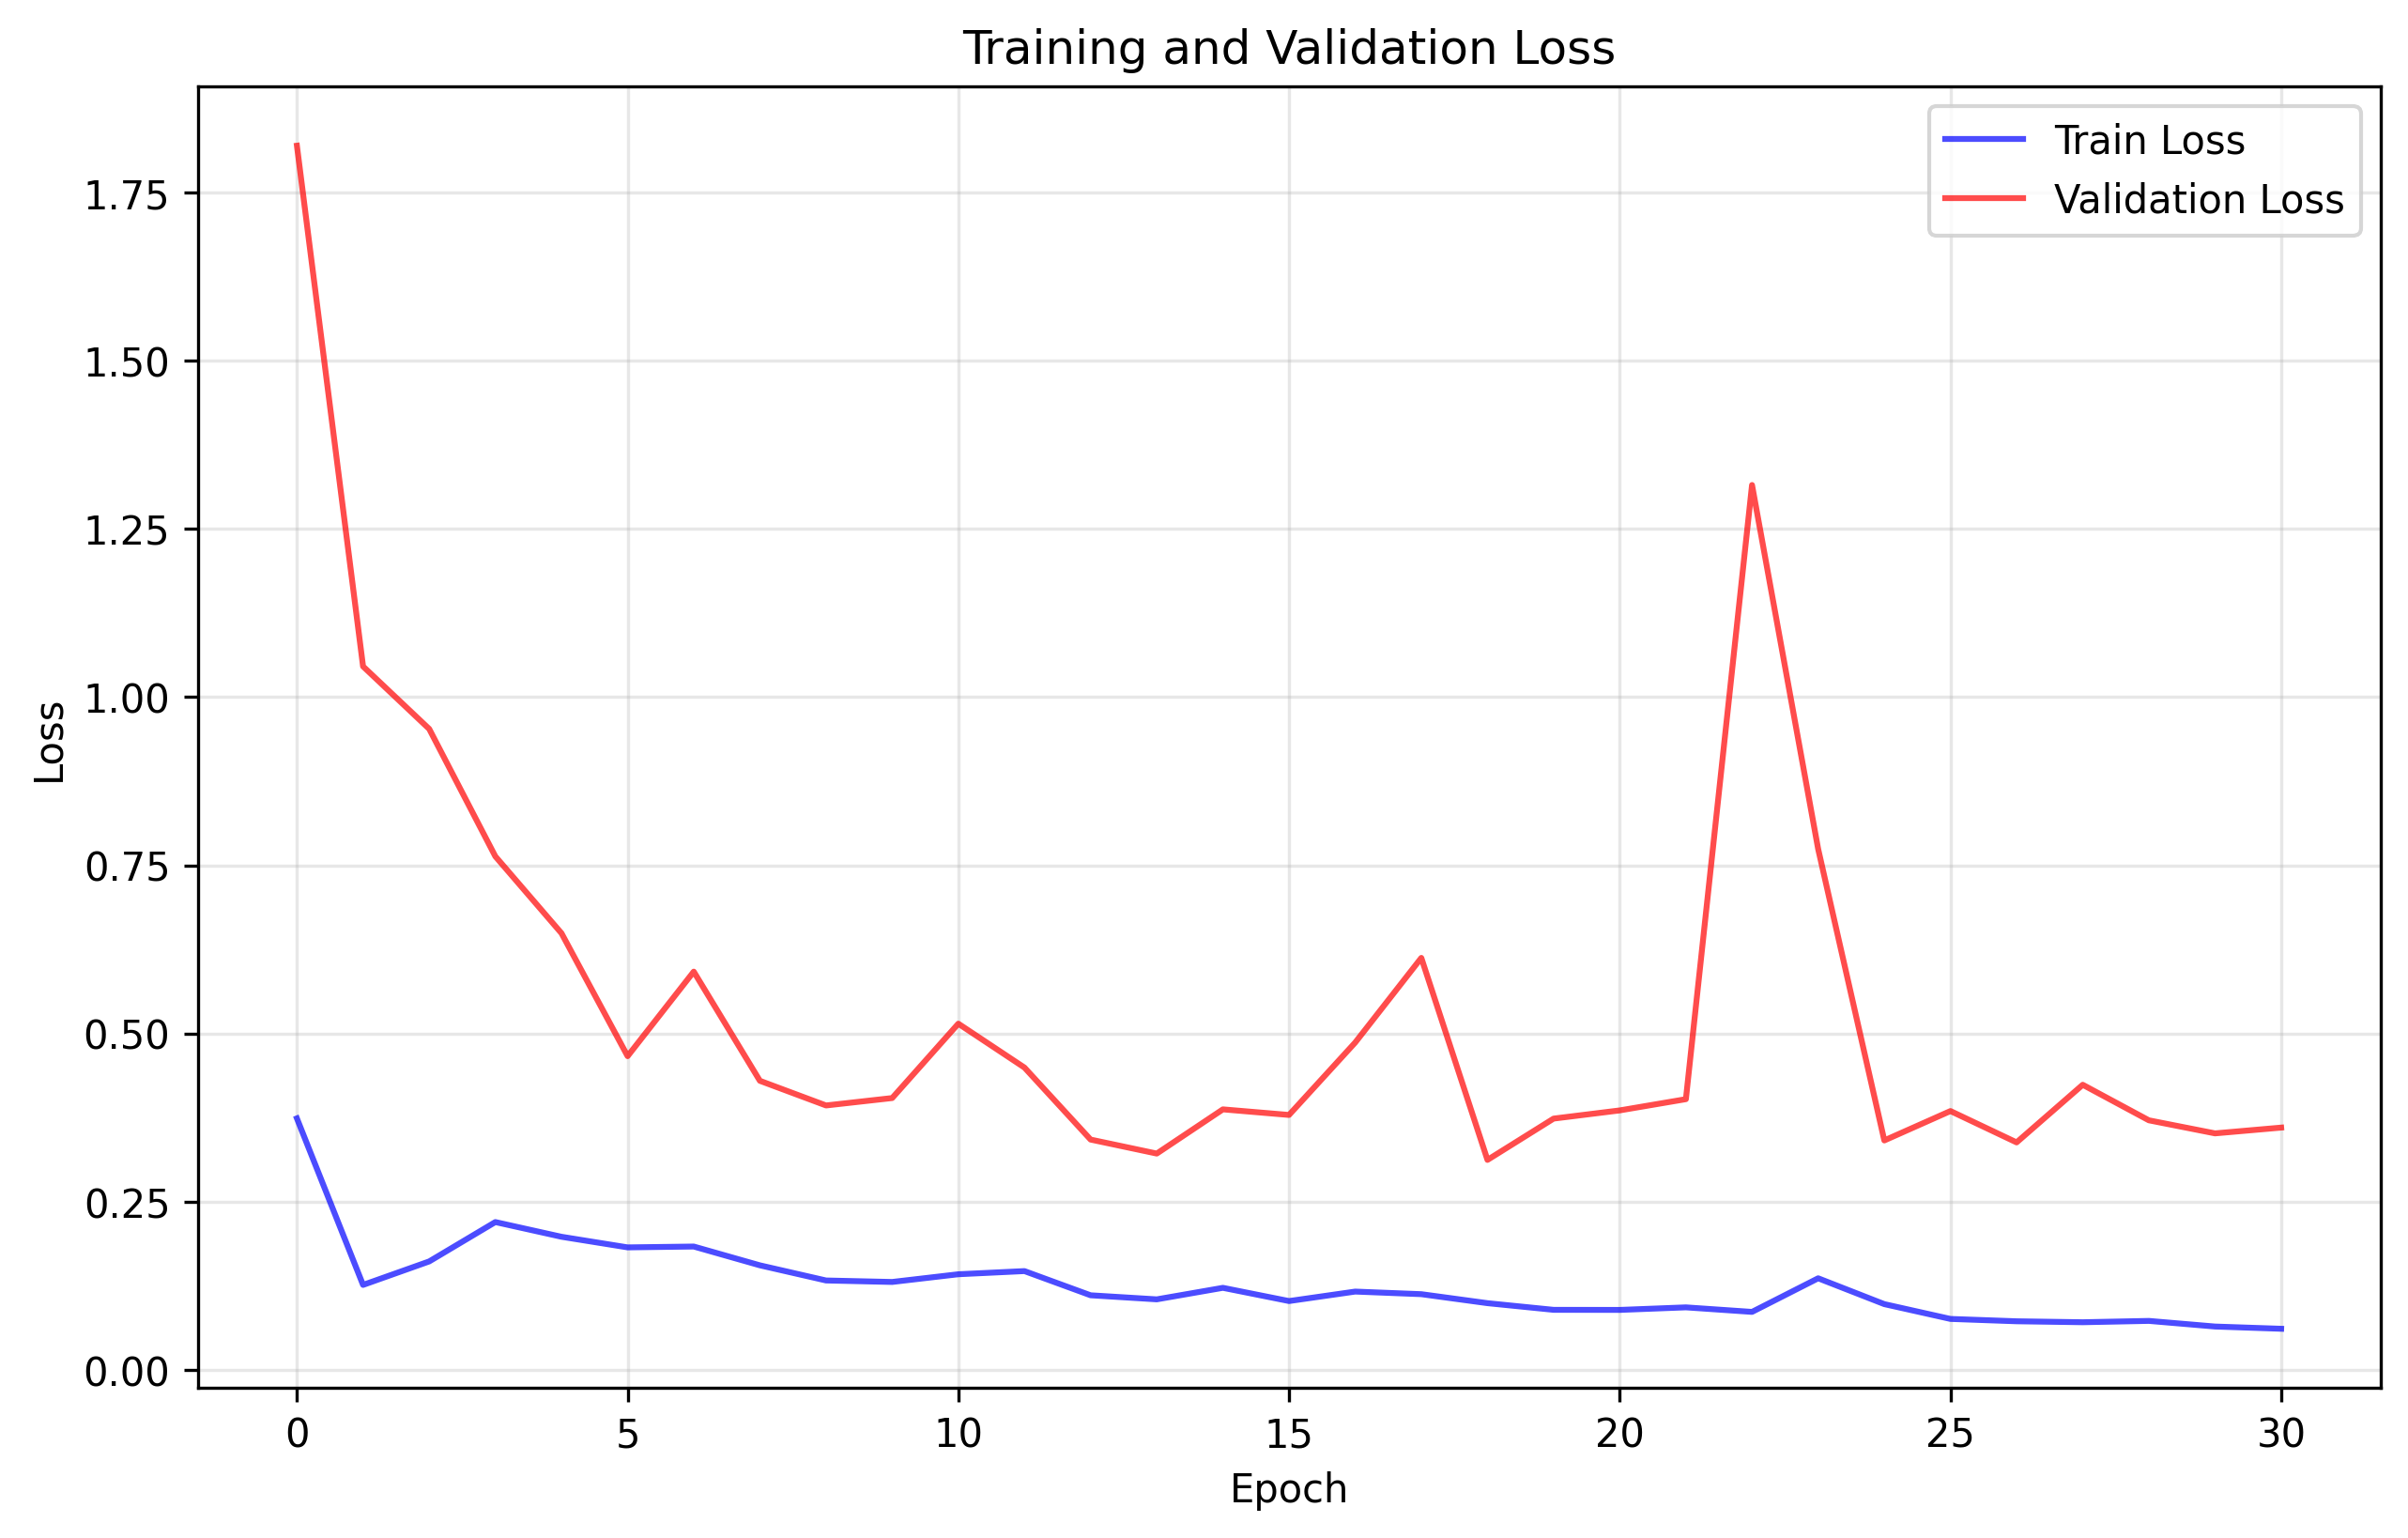 Training and Validation Loss
Train Loss
Validation Loss
1.75
1.50
1.25
1.00
0.75
0.50
0.25
0.00
Loss
0 5 10 15 20 25 30
Epoch